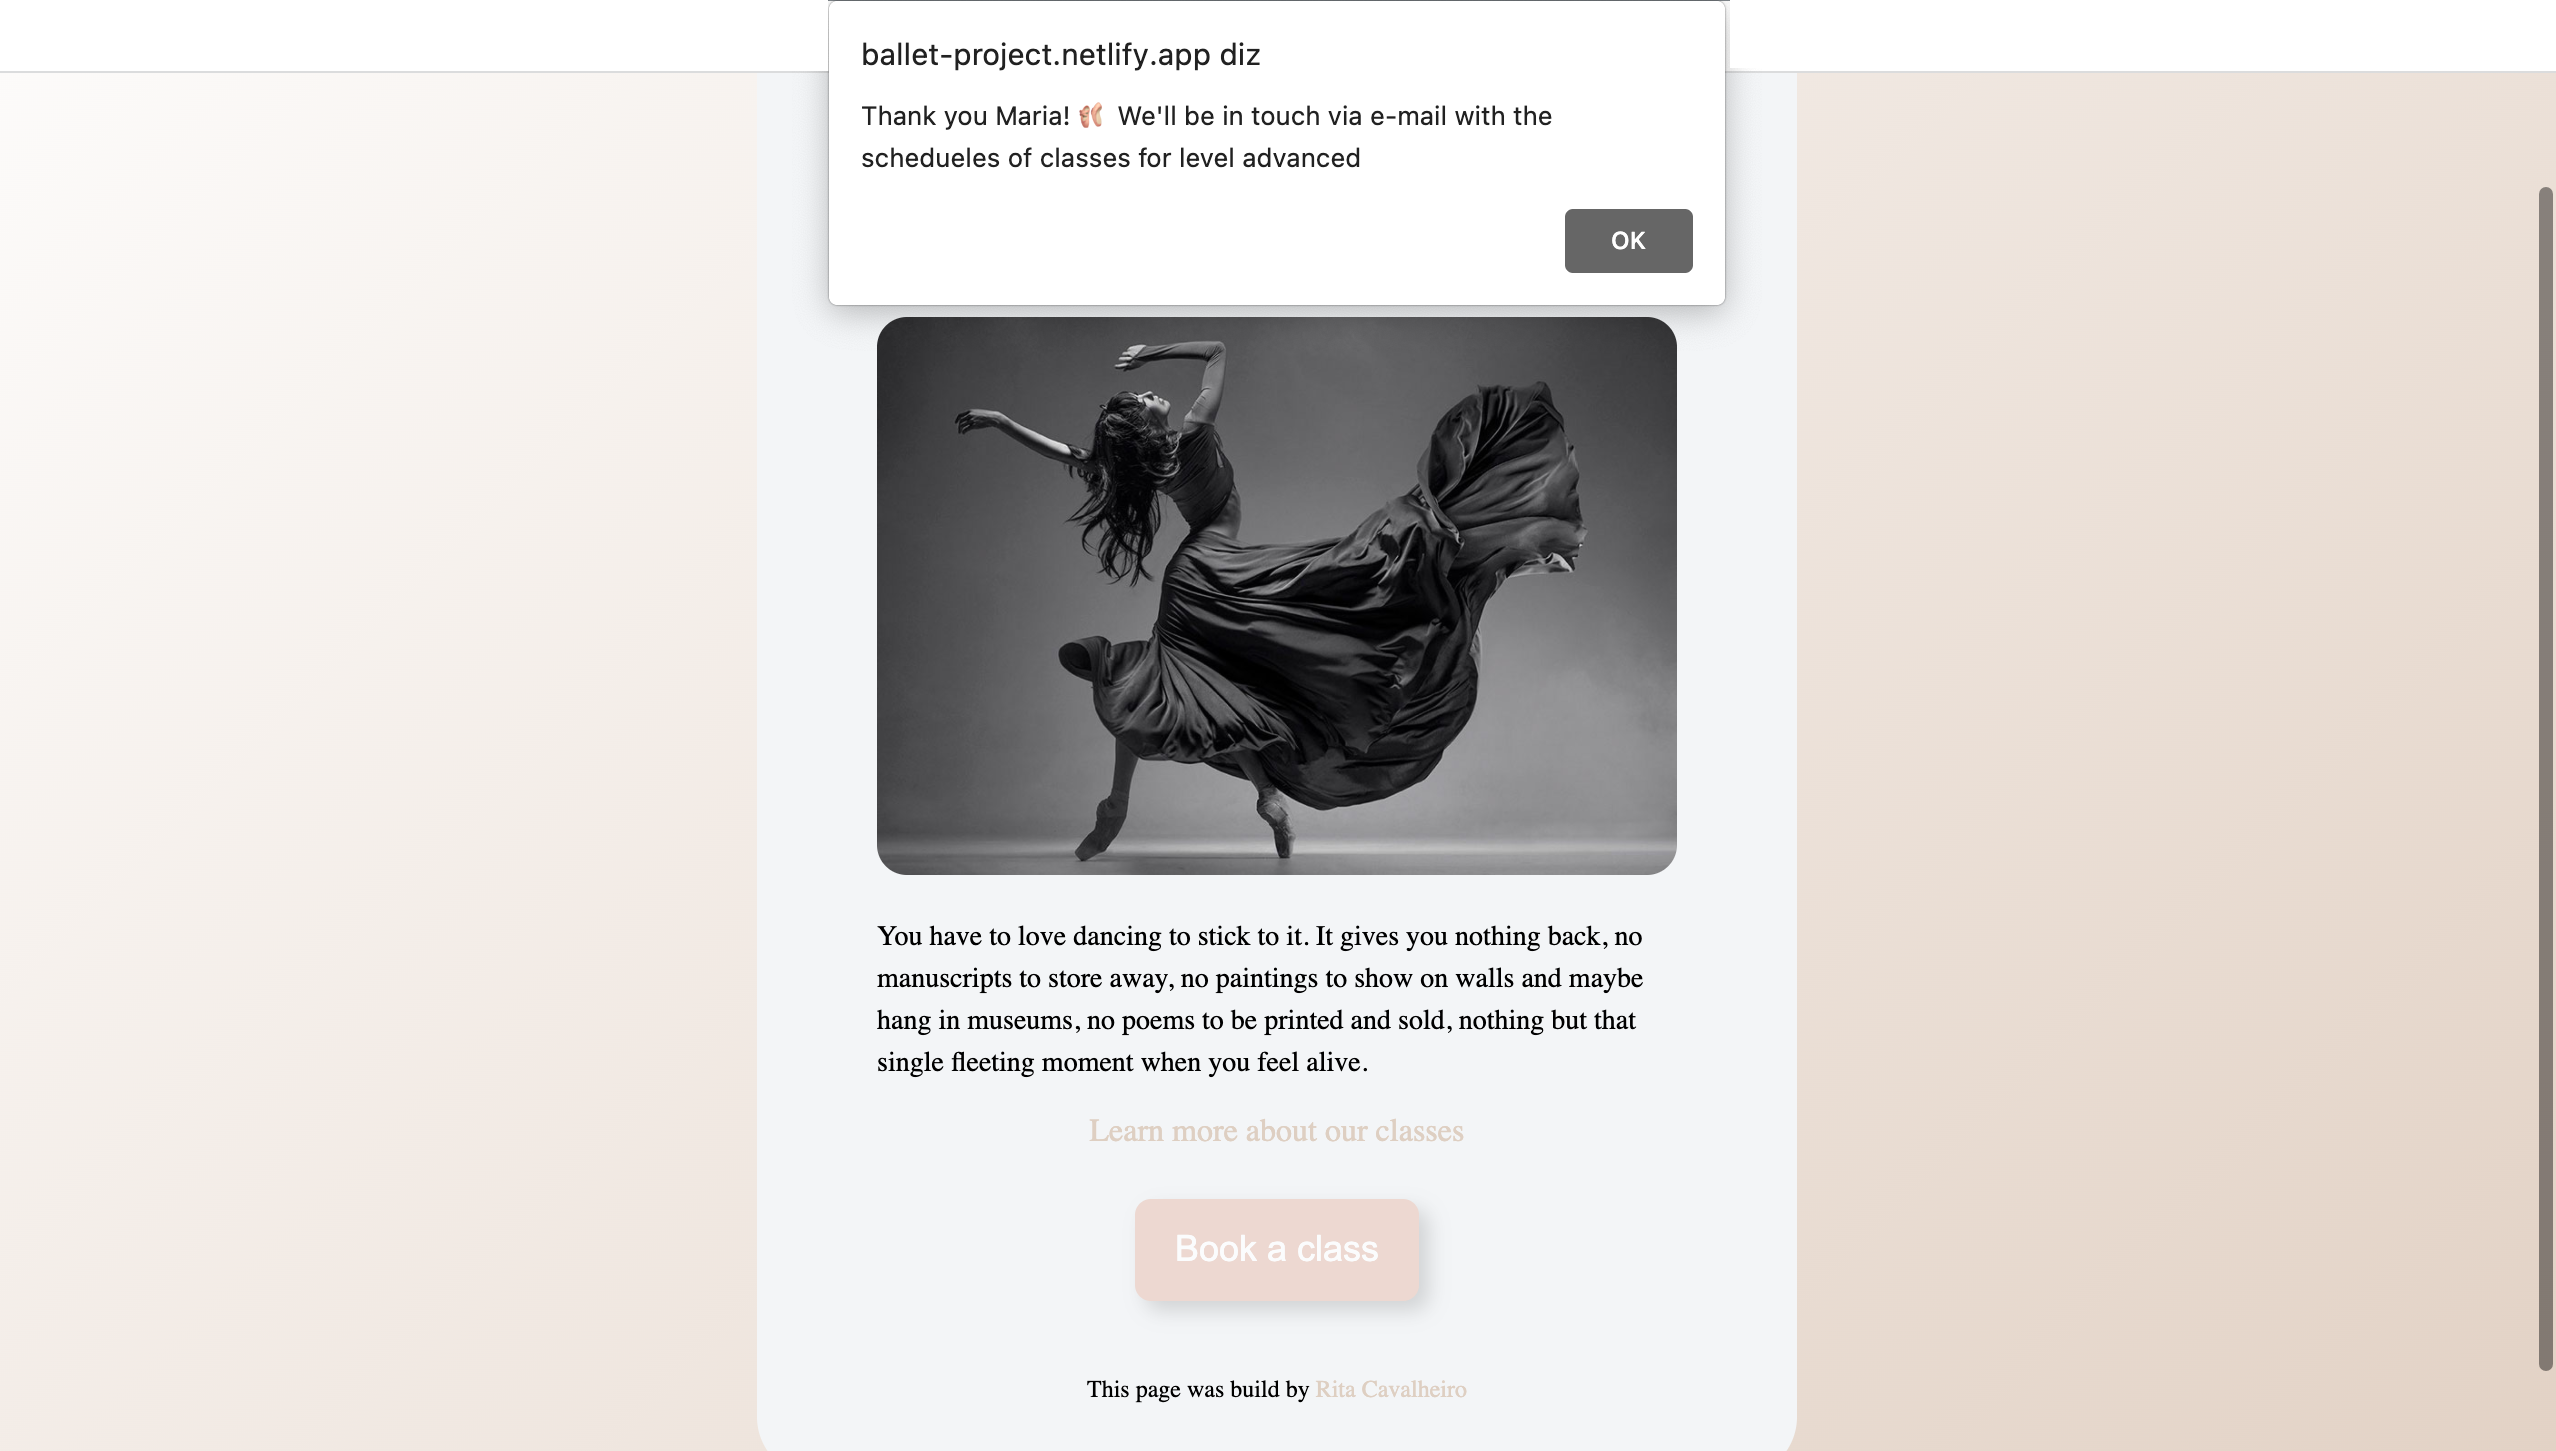 ballet-project.netlify.app diz
Thank you Maria! 🩰 We'll be in touch via e-mail with the
schedueles of classes for level advanced
OK
You have to love dancing to stick to it. It gives you nothing back, no
manuscripts to store away, no paintings to show on walls and maybe
hang in museums, no poems to be printed and sold, nothing but that
single fleeting moment when you feel alive.
Learn more about our classes
Book a class
This page was build by Rita Cavalheiro